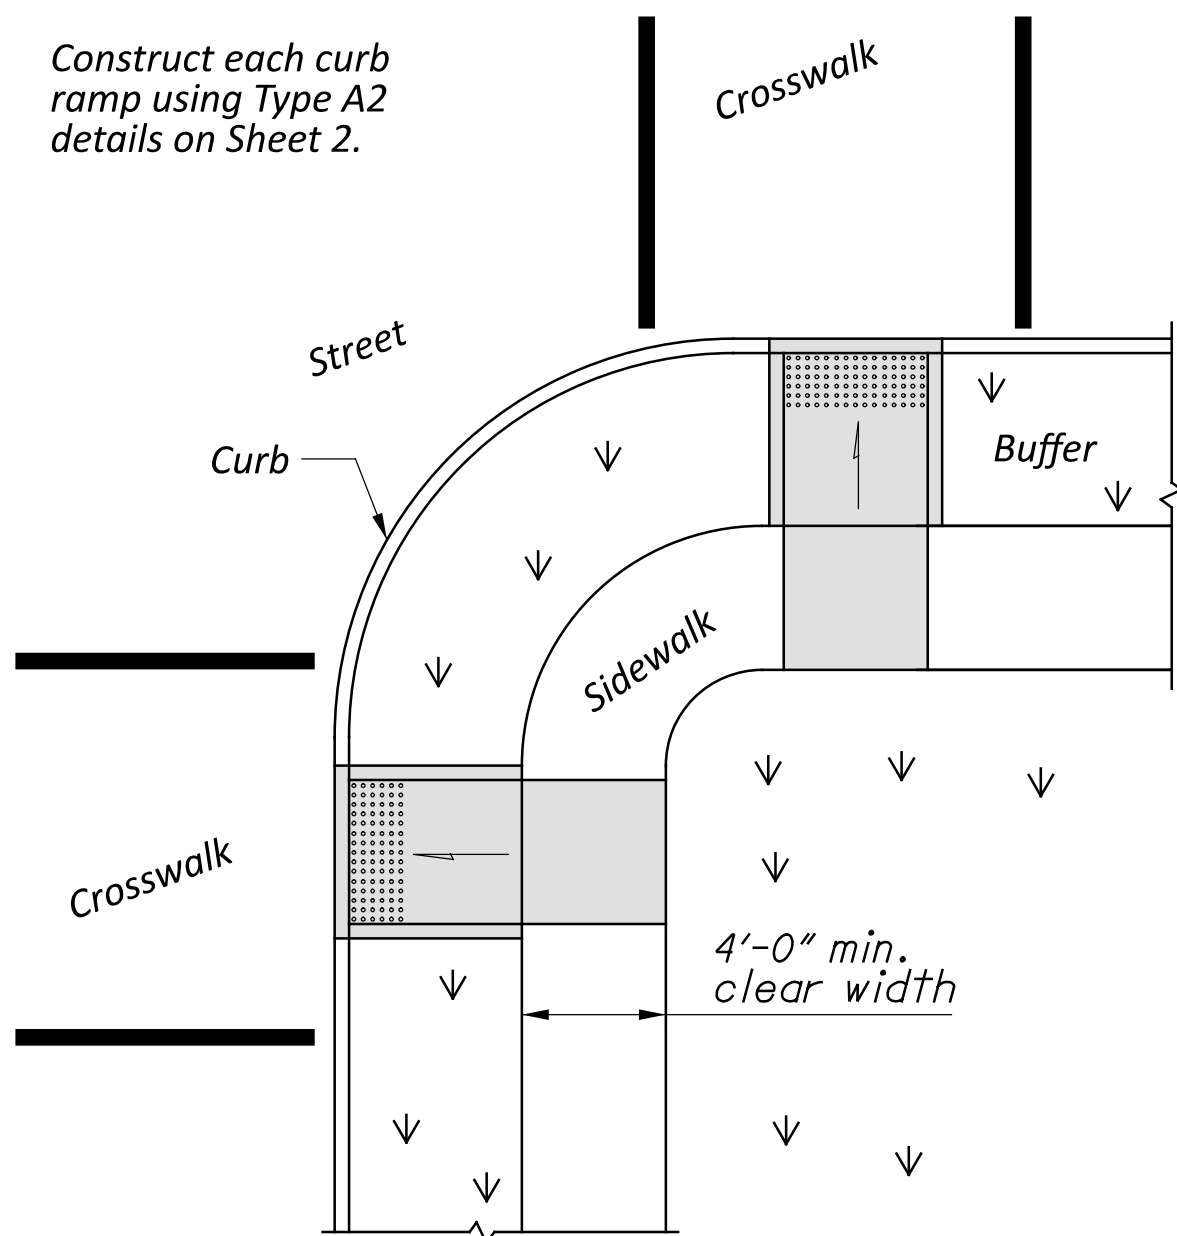 Construct each curb
ramp using Type A2
details on Sheet 2.
Crosswalk
Street
Curb
Buffer
Sidewalk
Crosswalk
4'-0" min.
clear width